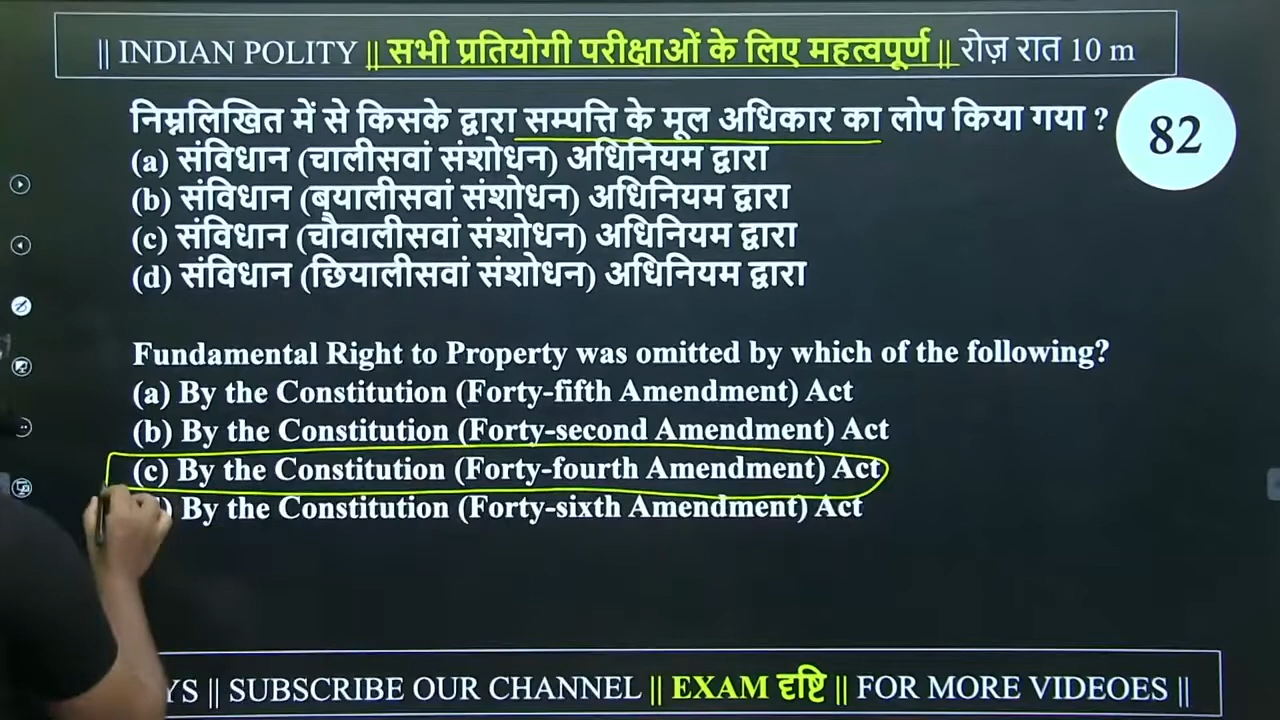 || INDIAN POLITY || सभी प्रतियोगी परीक्षाओं के लिए महत्वपूर्ण || रोज़ रात 10 m
निम्नलिखित में से किसके द्वारा सम्पत्ति के मूल अधिकार का लोप किया गया ?
82
(a) संविधान (चालीसवां संशोधन) अधिनियम द्वारा
(b) संविधान (बयालीसवां संशोधन) अधिनियम द्वारा
(c) संविधान (चौवालीसवां संशोधन) अधिनियम द्वारा
(d) संविधान (छियालीसवां संशोधन) अधिनियम द्वारा
Fundamental Right to Property was omitted by which of the following?
(a) By the Constitution (Forty-fifth Amendment) Act
(b) By the Constitution (Forty-second Amendment) Act
(c) By the Constitution (Forty-fourth Amendment) Act
) By the Constitution (Forty-sixth Amendment) Act
YS || SUBSCRIBE OUR CHANNEL || EXAM दृष्टि || FOR MORE VIDEOES ||